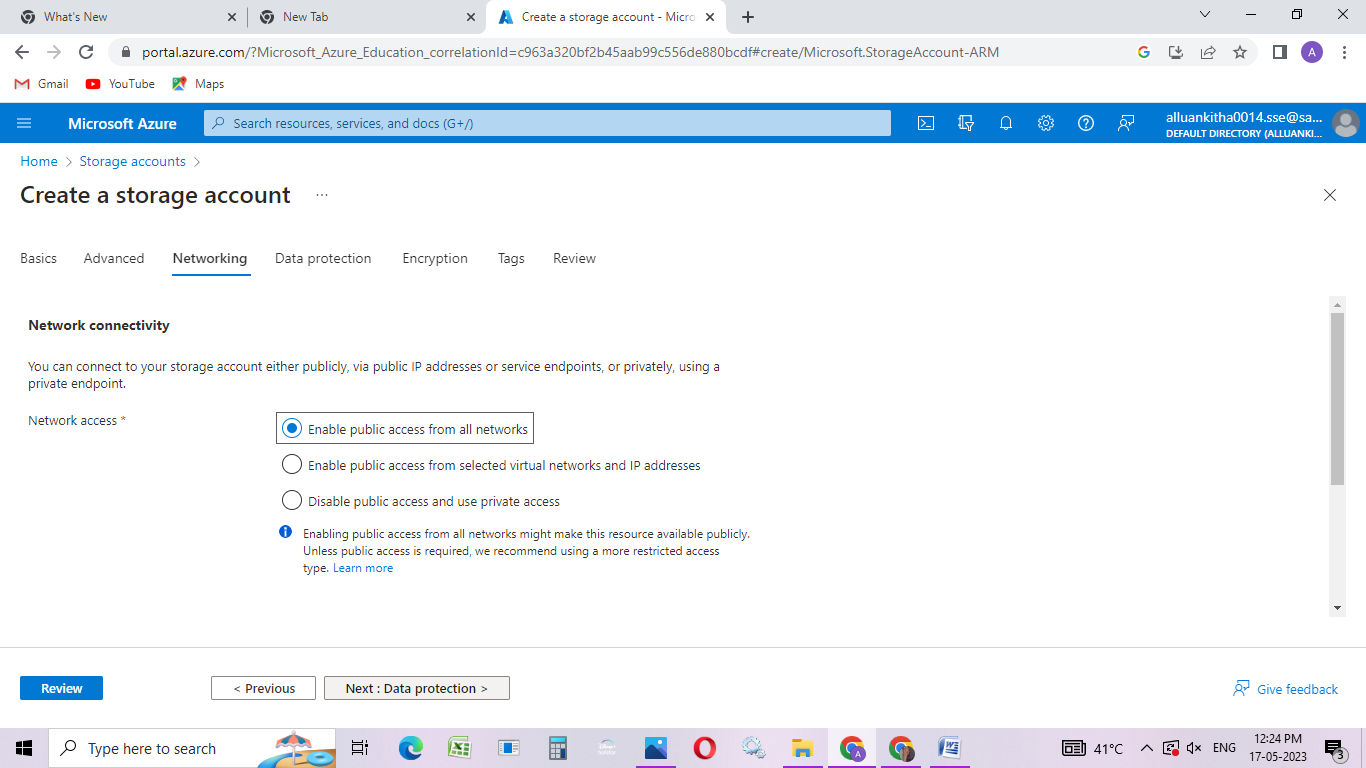 What's New
New Tab
Create a storage account - Micro
portal.azure.com/?Microsoft_Azure_Education_correlationId=c963a320bf2b45aab99c556de880bcdf#create/Microsoft.StorageAccount-ARM
A
Gmail
YouTube
Maps
Microsoft Azure
Search resources, services, and docs (G+/)
alluankitha0014.sse@sa...
DEFAULT DIRECTORY (ALLUANKI...
Home > Storage accounts >
Create a storage account ...
Basics
Advanced
Networking
Data protection
Encryption
Tags
Review
Network connectivity
You can connect to your storage account either publicly, via public IP addresses or service endpoints, or privately, using a
private endpoint.
Network access *
Enable public access from all networks
Enable public access from selected virtual networks and IP addresses
Disable public access and use private access
Enabling public access from all networks might make this resource available publicly.
Unless public access is required, we recommend using a more restricted access
type. Learn more
Review
< Previous
Next : Data protection >
Give feedback
Type here to search
A
41°C
ENG
12:24 PM
17-05-2023
3